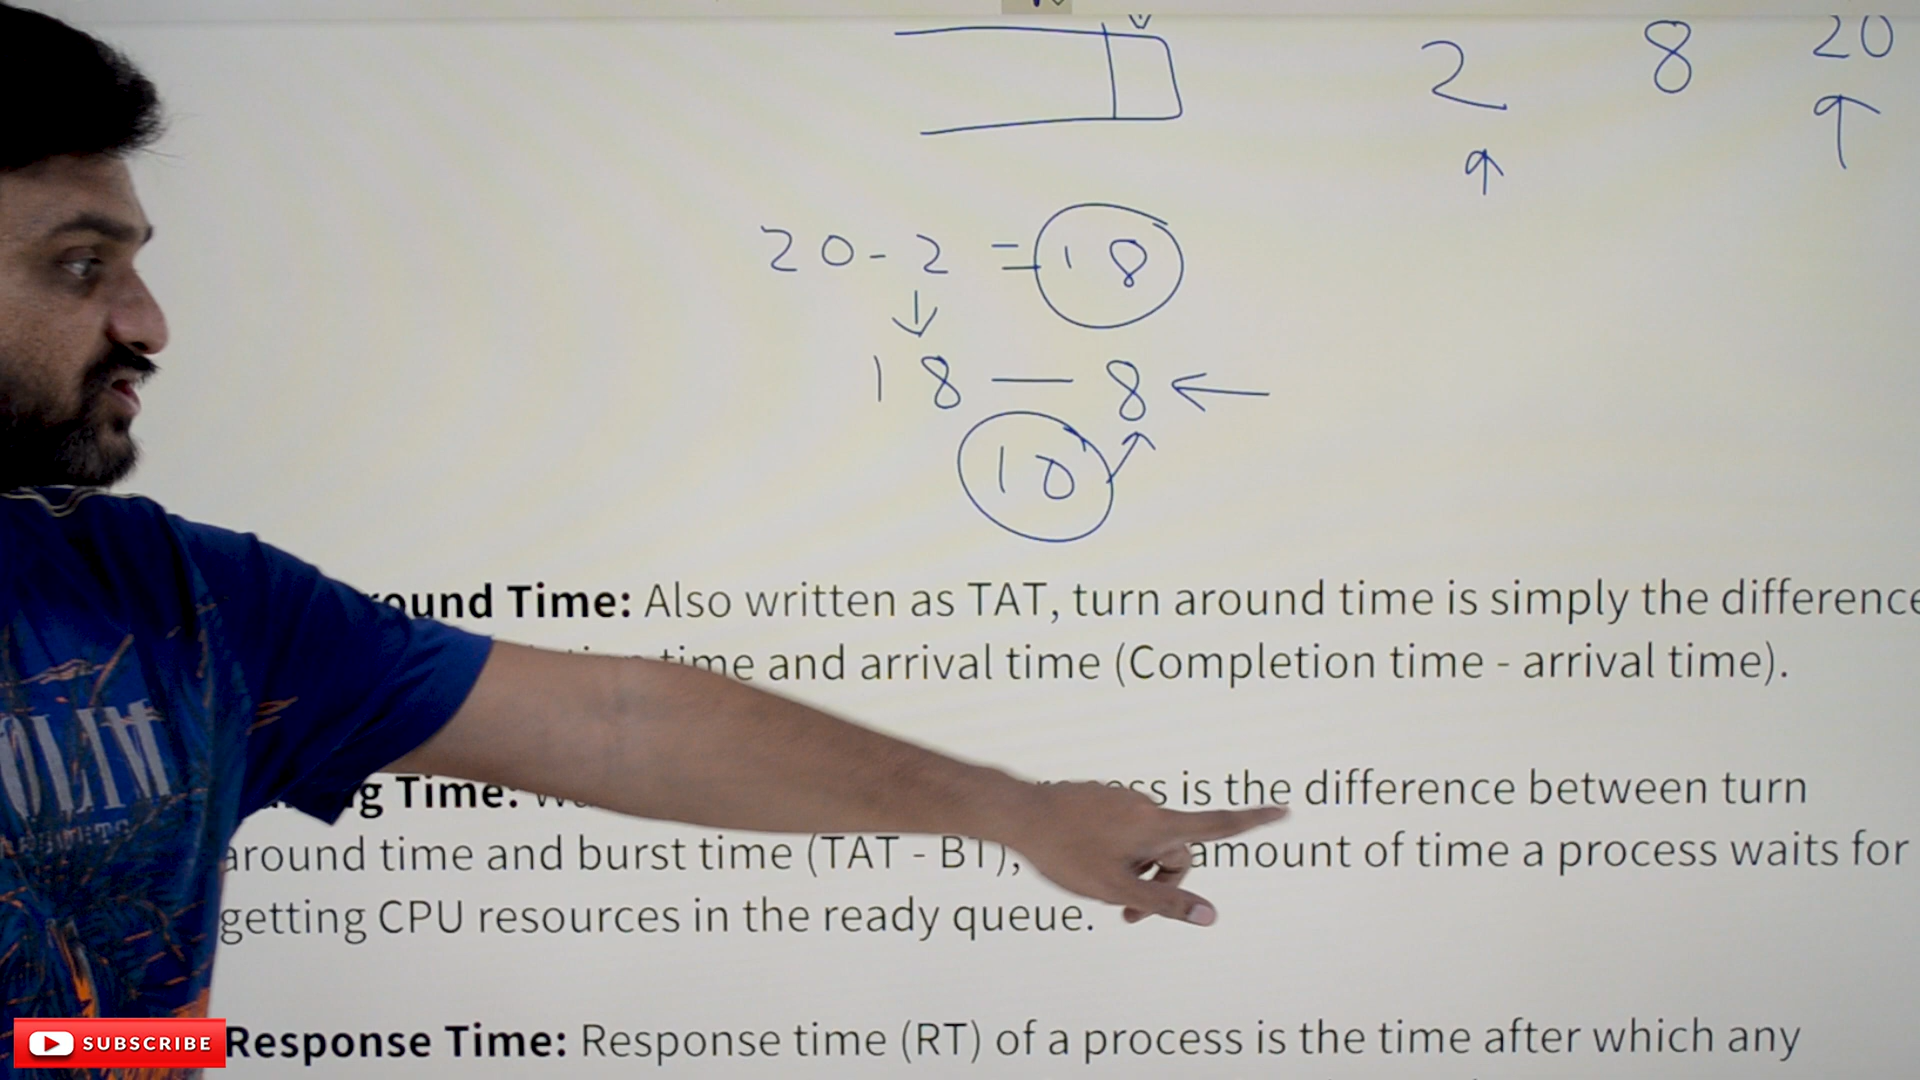 2 8 20
20 - 2 = 18
18 — 8
10
ound Time: Also written as TAT, turn around time is simply the difference
time and arrival time (Completion time - arrival time).
g Time: is the difference between turn
around time and burst time (TAT - BT), amount of time a process waits for
getting CPU resources in the ready queue.
Response Time: Response time (RT) of a process is the time after which any
SUBSCRIBE